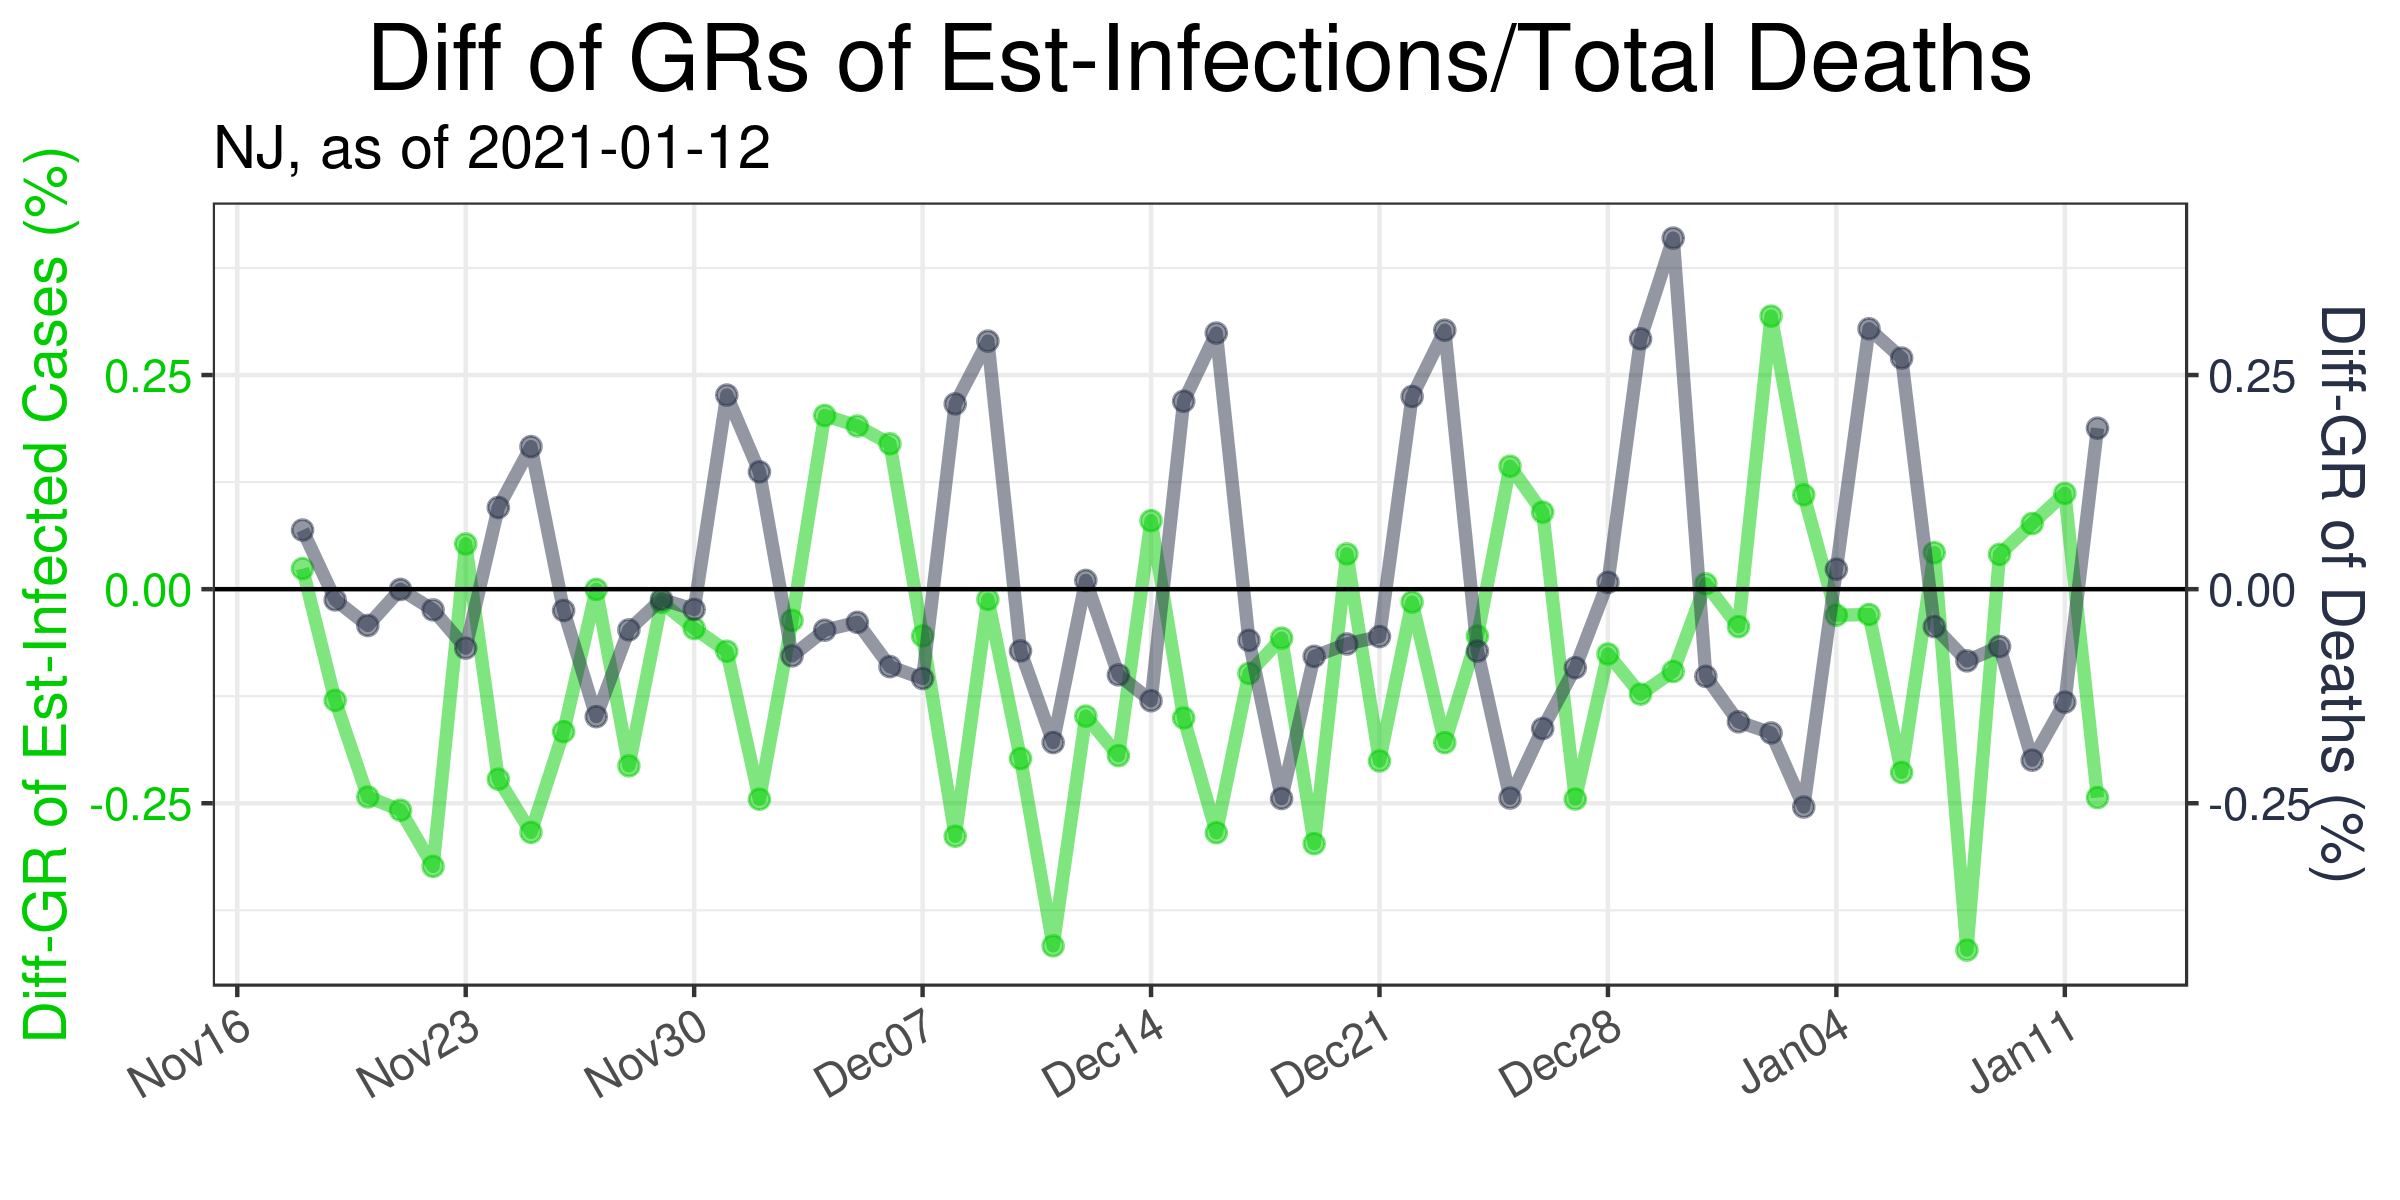 Diff of GRs of Est-Infections/Total Deaths
NJ, as of 2021-01-12
Diff-GR of Est-Infected Cases (%)
0.25
0.00
-0.25
0.25
0.00
-0.25
Diff-GR of Deaths (%)
Nov16
Nov23
Nov30
Dec07
Dec14
Dec21
Dec28
Jan04
Jan11